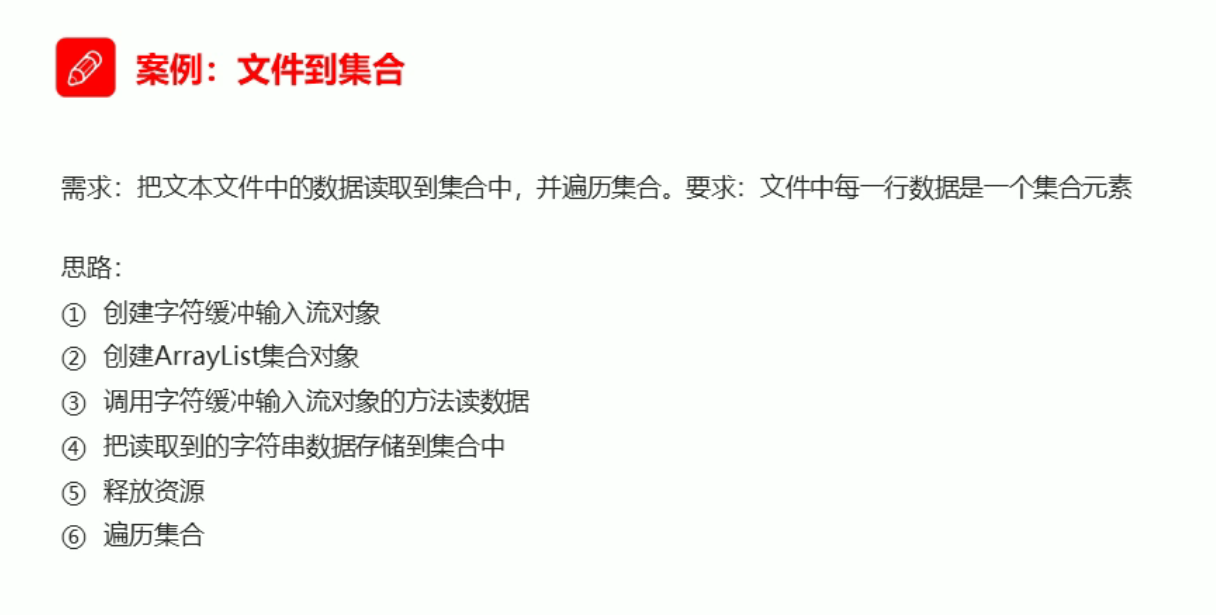 案例：文件到集合
需求：把文本文件中的数据读取到集合中，并遍历集合。要求：文件中每一行数据是一个集合元素
思路：
① 创建字符缓冲输入流对象
② 创建ArrayList集合对象
③ 调用字符缓冲输入流对象的方法读数据
④ 把读取到的字符串数据存储到集合中
⑤ 释放资源
⑥ 遍历集合